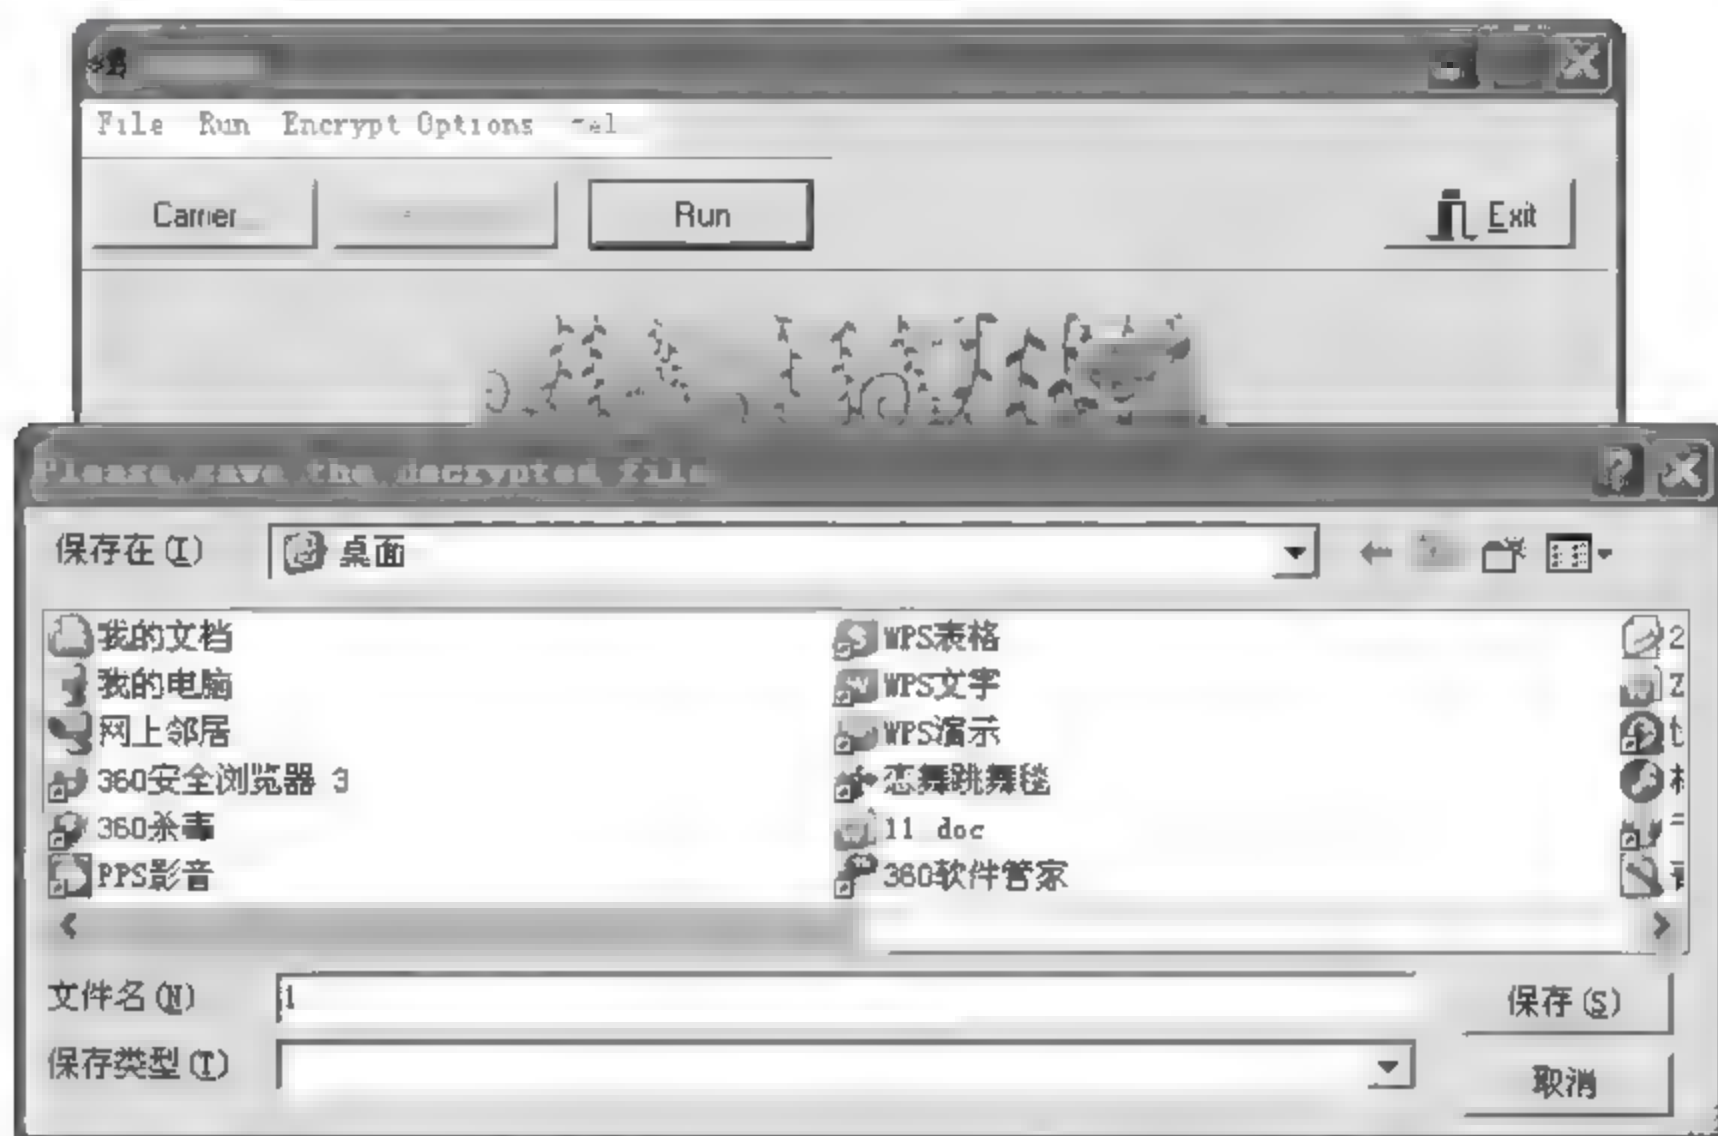 File Run Encrypt Options
Carrier Run Exit
Please save the decrypted file
保存在(I) 桌面
我的文档 WPS表格 2
我的电脑 WPS文字 Z
网上邻居 WPS演示
360安全浏览器 3 恋舞跳舞毯
360杀毒 11 doc
PPS影音 360软件管家
文件名(N) 1 保存(S)
保存类型(T) 取消